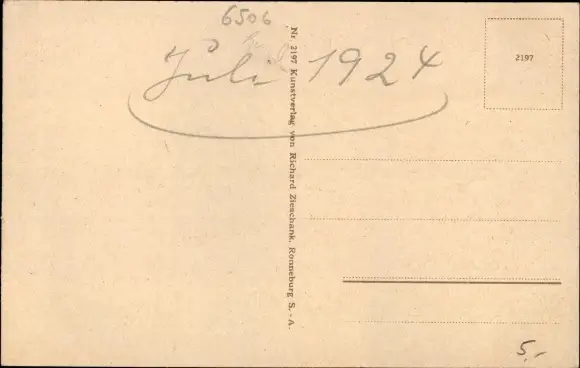 6506
Juli 1924
Nr. 2197 Kunstverlag von Richard Zieschank, Ronneburg S.-A.
2197
5,-